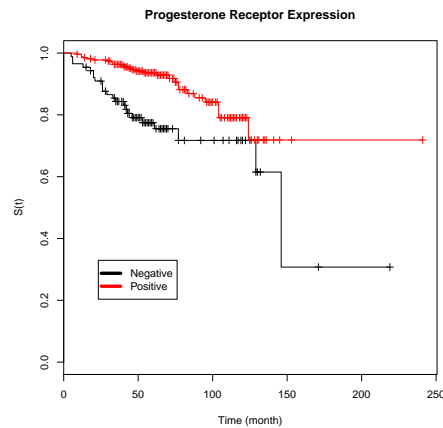 Progesterone Receptor Expression
S(t)
1.0
0.8
0.6
0.4
0.2
0.0
Negative
Positive
0 50 100 150 200 250
Time (month)